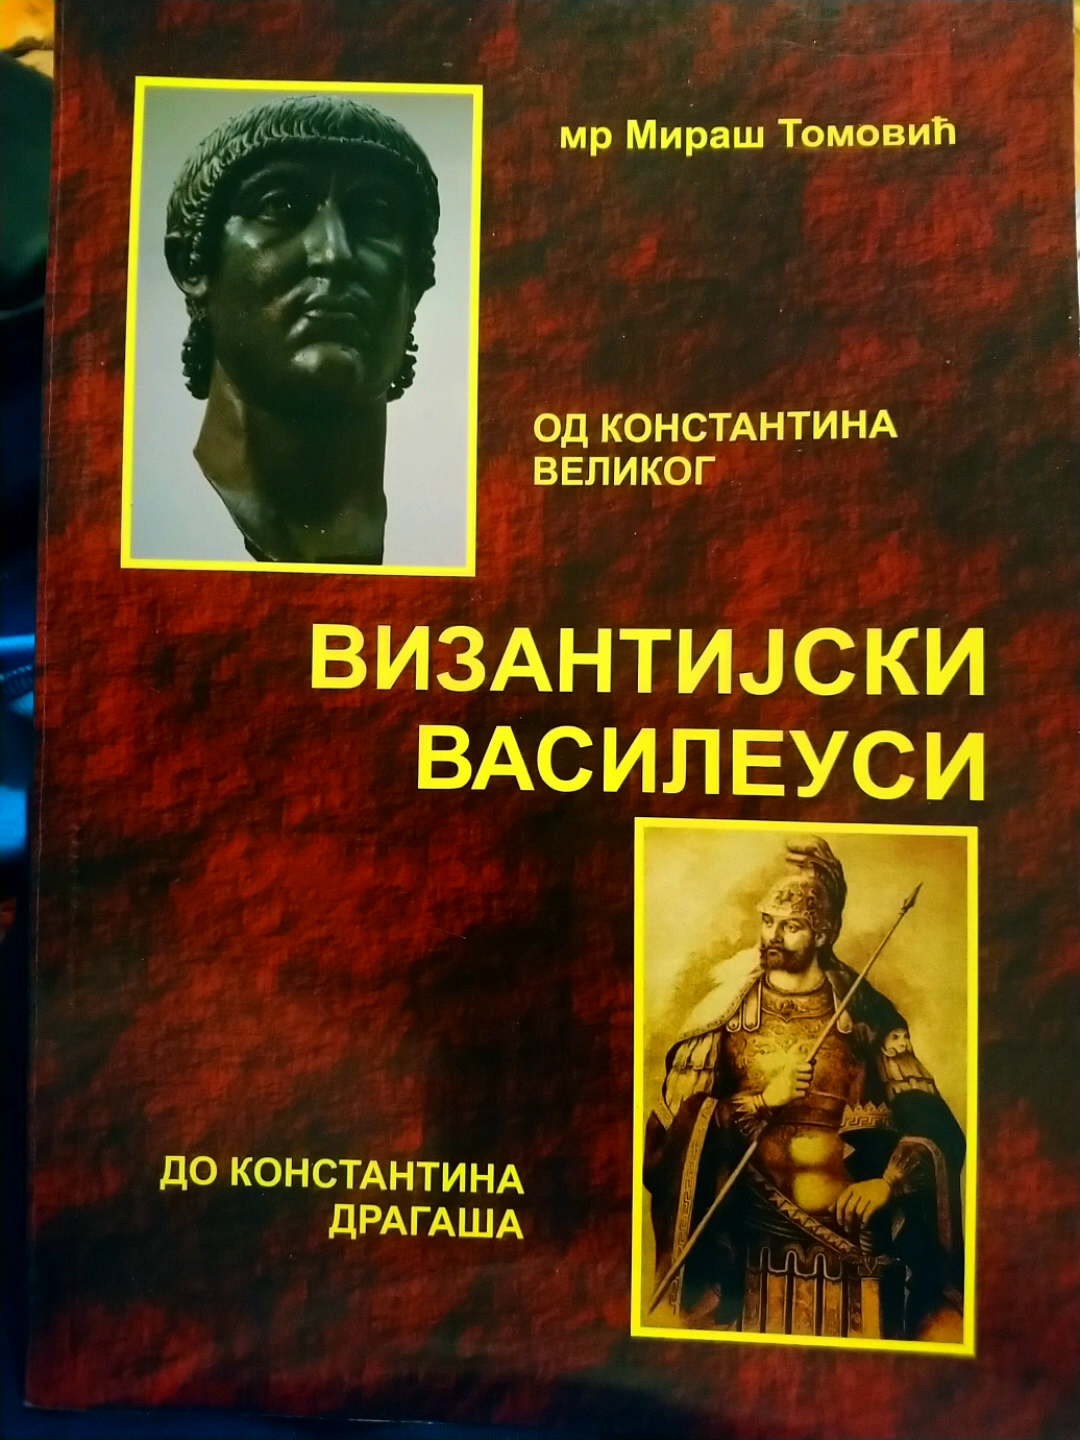 мр Мираш Томовић
ОД КОНСТАНТИНА
ВЕЛИКОГ
ВИЗАНТИЈСКИ
ВАСИЛЕУСИ
ДО КОНСТАНТИНА
ДРАГАША